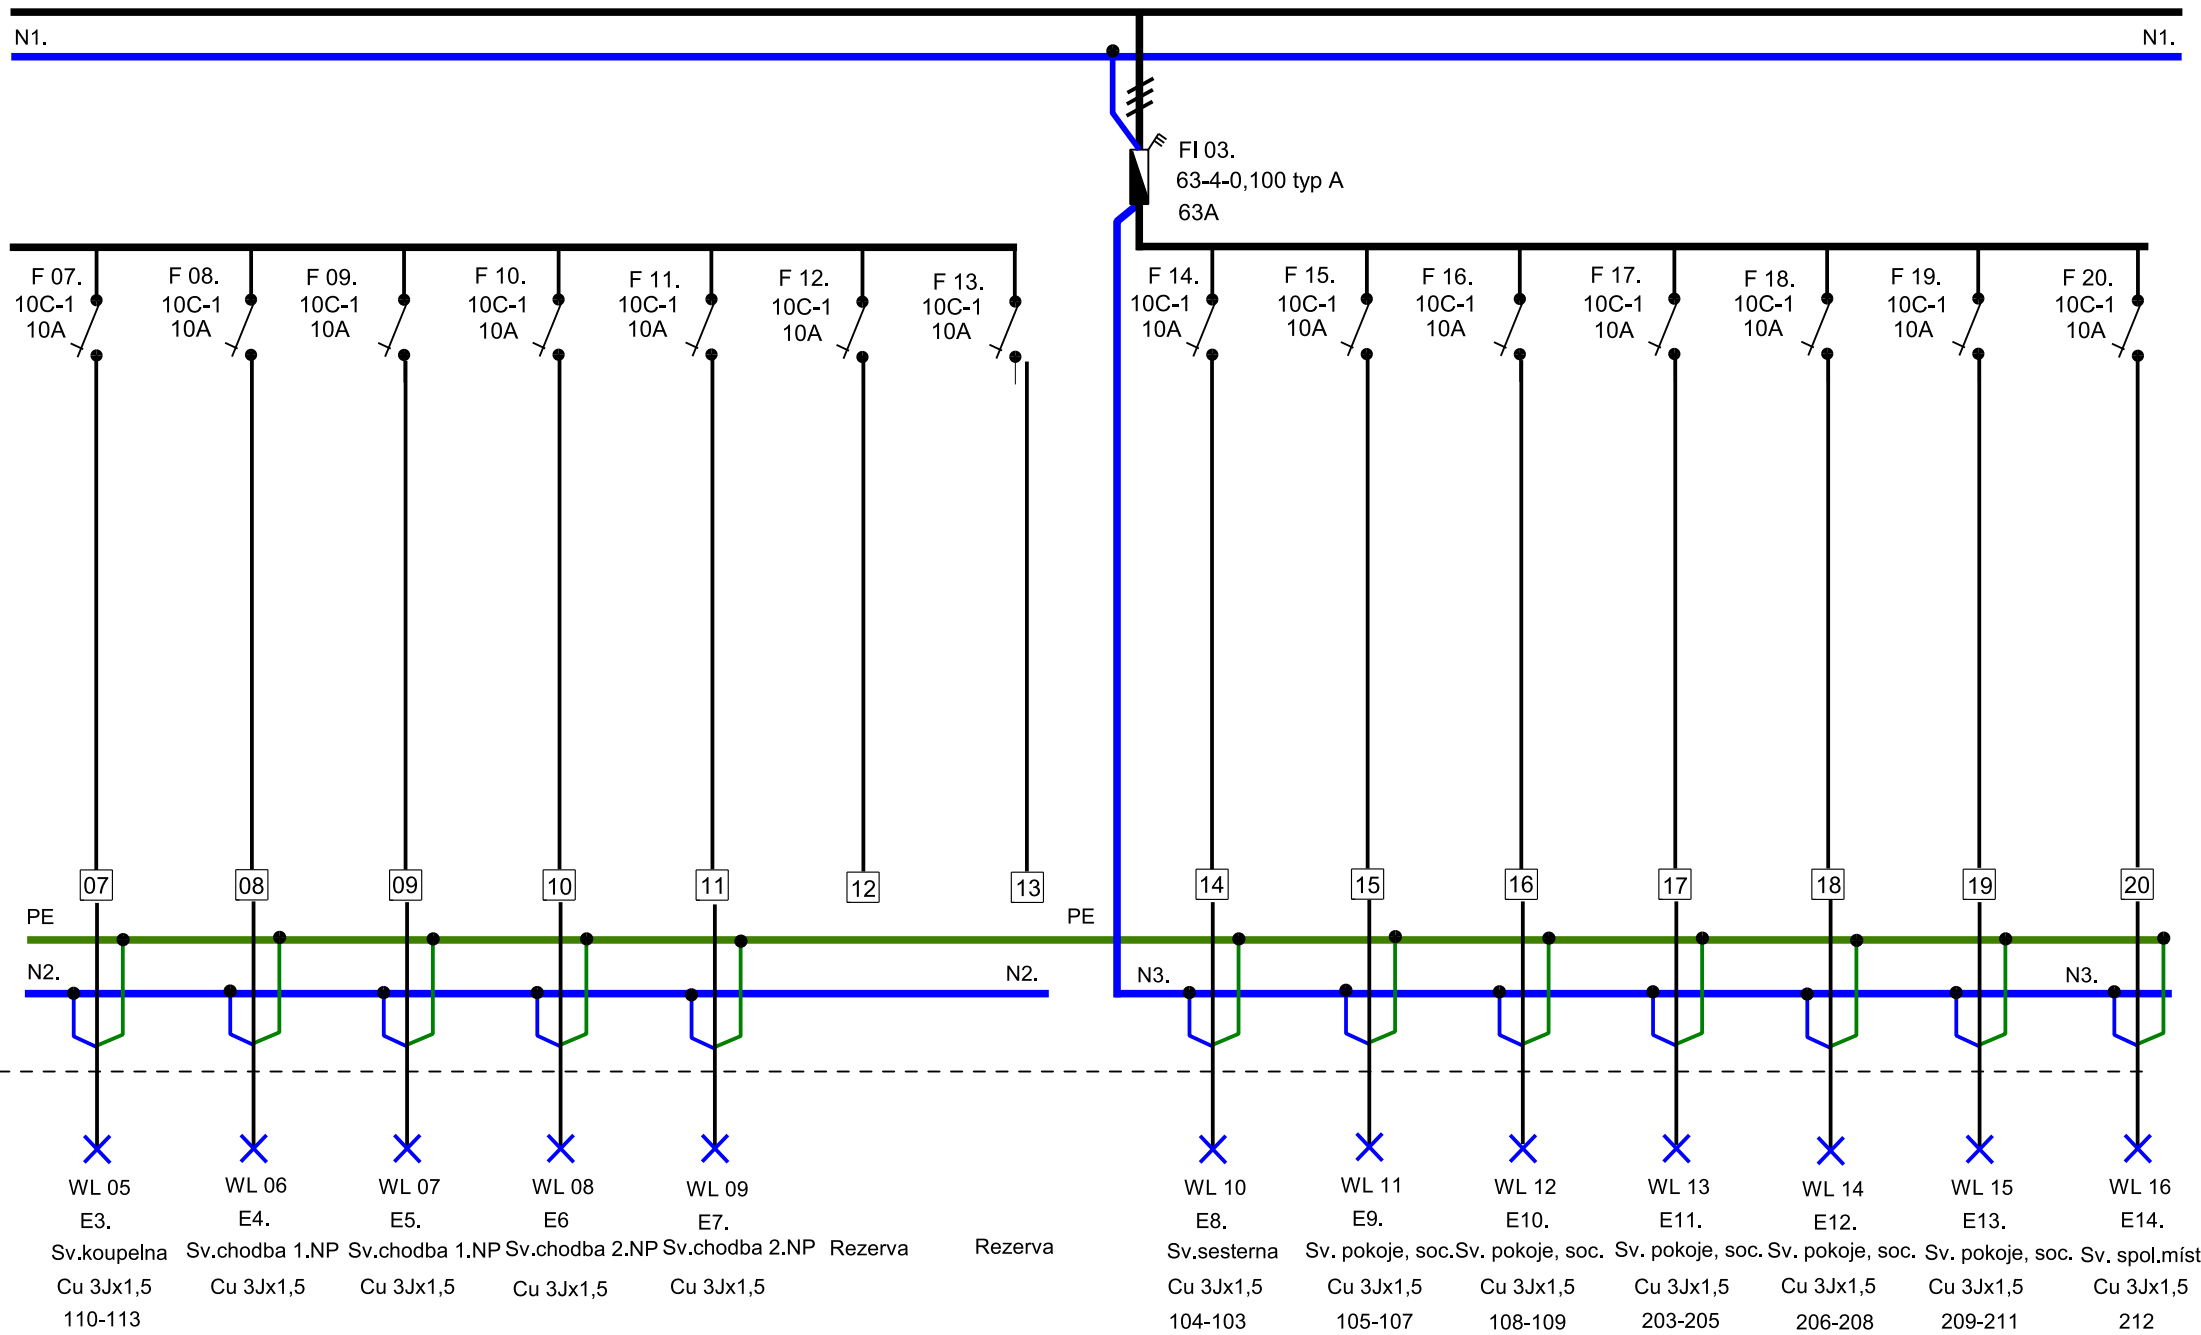 N1.
N1.
FI 03.
63-4-0,100 typ A
63A
F 07.
10C-1
10A
F 08.
10C-1
10A
F 09.
10C-1
10A
F 10.
10C-1
10A
F 11.
10C-1
10A
F 12.
10C-1
10A
F 13.
10C-1
10A
F 14.
10C-1
10A
F 15.
10C-1
10A
F 16.
10C-1
10A
F 17.
10C-1
10A
F 18.
10C-1
10A
F 19.
10C-1
10A
F 20.
10C-1
10A
07
08
09
10
11
12
13
14
15
16
17
18
19
20
PE
PE
N2.
N2.
N3.
N3.
WL 05
E3.
Sv.koupelna
Cu 3Jx1,5
110-113
WL 06
E4.
Sv.chodba 1.NP
Cu 3Jx1,5
WL 07
E5.
Sv.chodba 1.NP
Cu 3Jx1,5
WL 08
E6
Sv.chodba 2.NP
Cu 3Jx1,5
WL 09
E7.
Sv.chodba 2.NP
Cu 3Jx1,5
Rezerva
Rezerva
WL 10
E8.
Sv.sesterna
Cu 3Jx1,5
104-103
WL 11
E9.
Sv. pokoje, soc.
Cu 3Jx1,5
105-107
WL 12
E10.
Sv. pokoje, soc.
Cu 3Jx1,5
108-109
WL 13
E11.
Sv. pokoje, soc.
Cu 3Jx1,5
203-205
WL 14
E12.
Sv. pokoje, soc.
Cu 3Jx1,5
206-208
WL 15
E13.
Sv. pokoje, soc.
Cu 3Jx1,5
209-211
WL 16
E14.
Sv. spol.míst
Cu 3Jx1,5
212